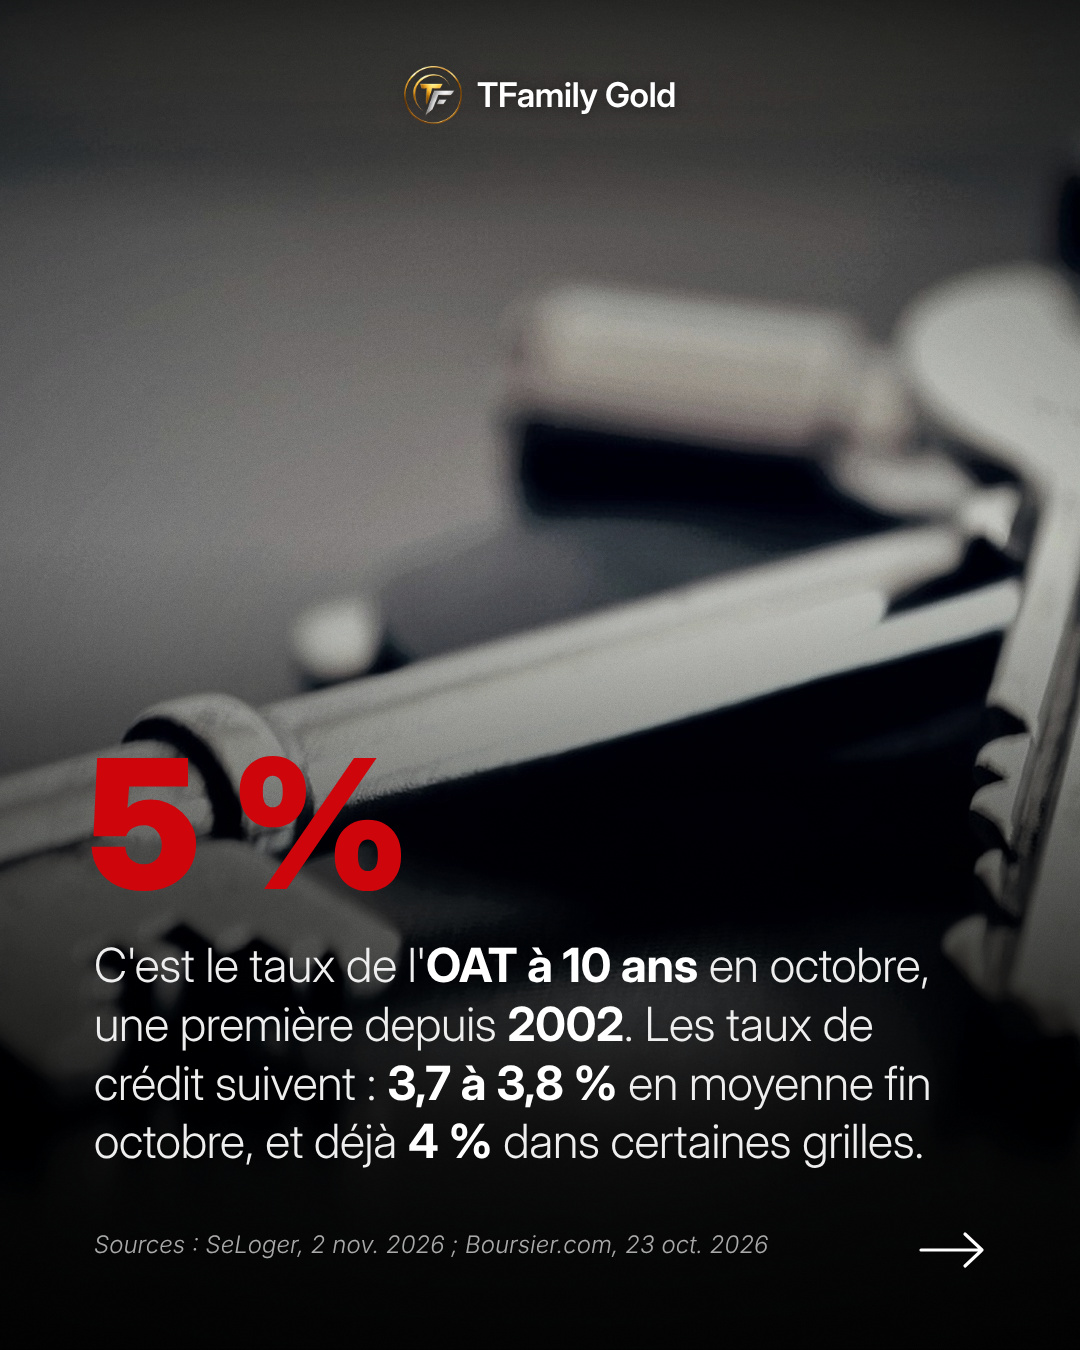 TF TFamily Gold
5 %
C'est le taux de l'OAT à 10 ans en octobre,
une première depuis 2002. Les taux de
crédit suivent : 3,7 à 3,8 % en moyenne fin
octobre, et déjà 4 % dans certaines grilles.
Sources : SeLoger, 2 nov. 2026 ; Boursier.com, 23 oct. 2026